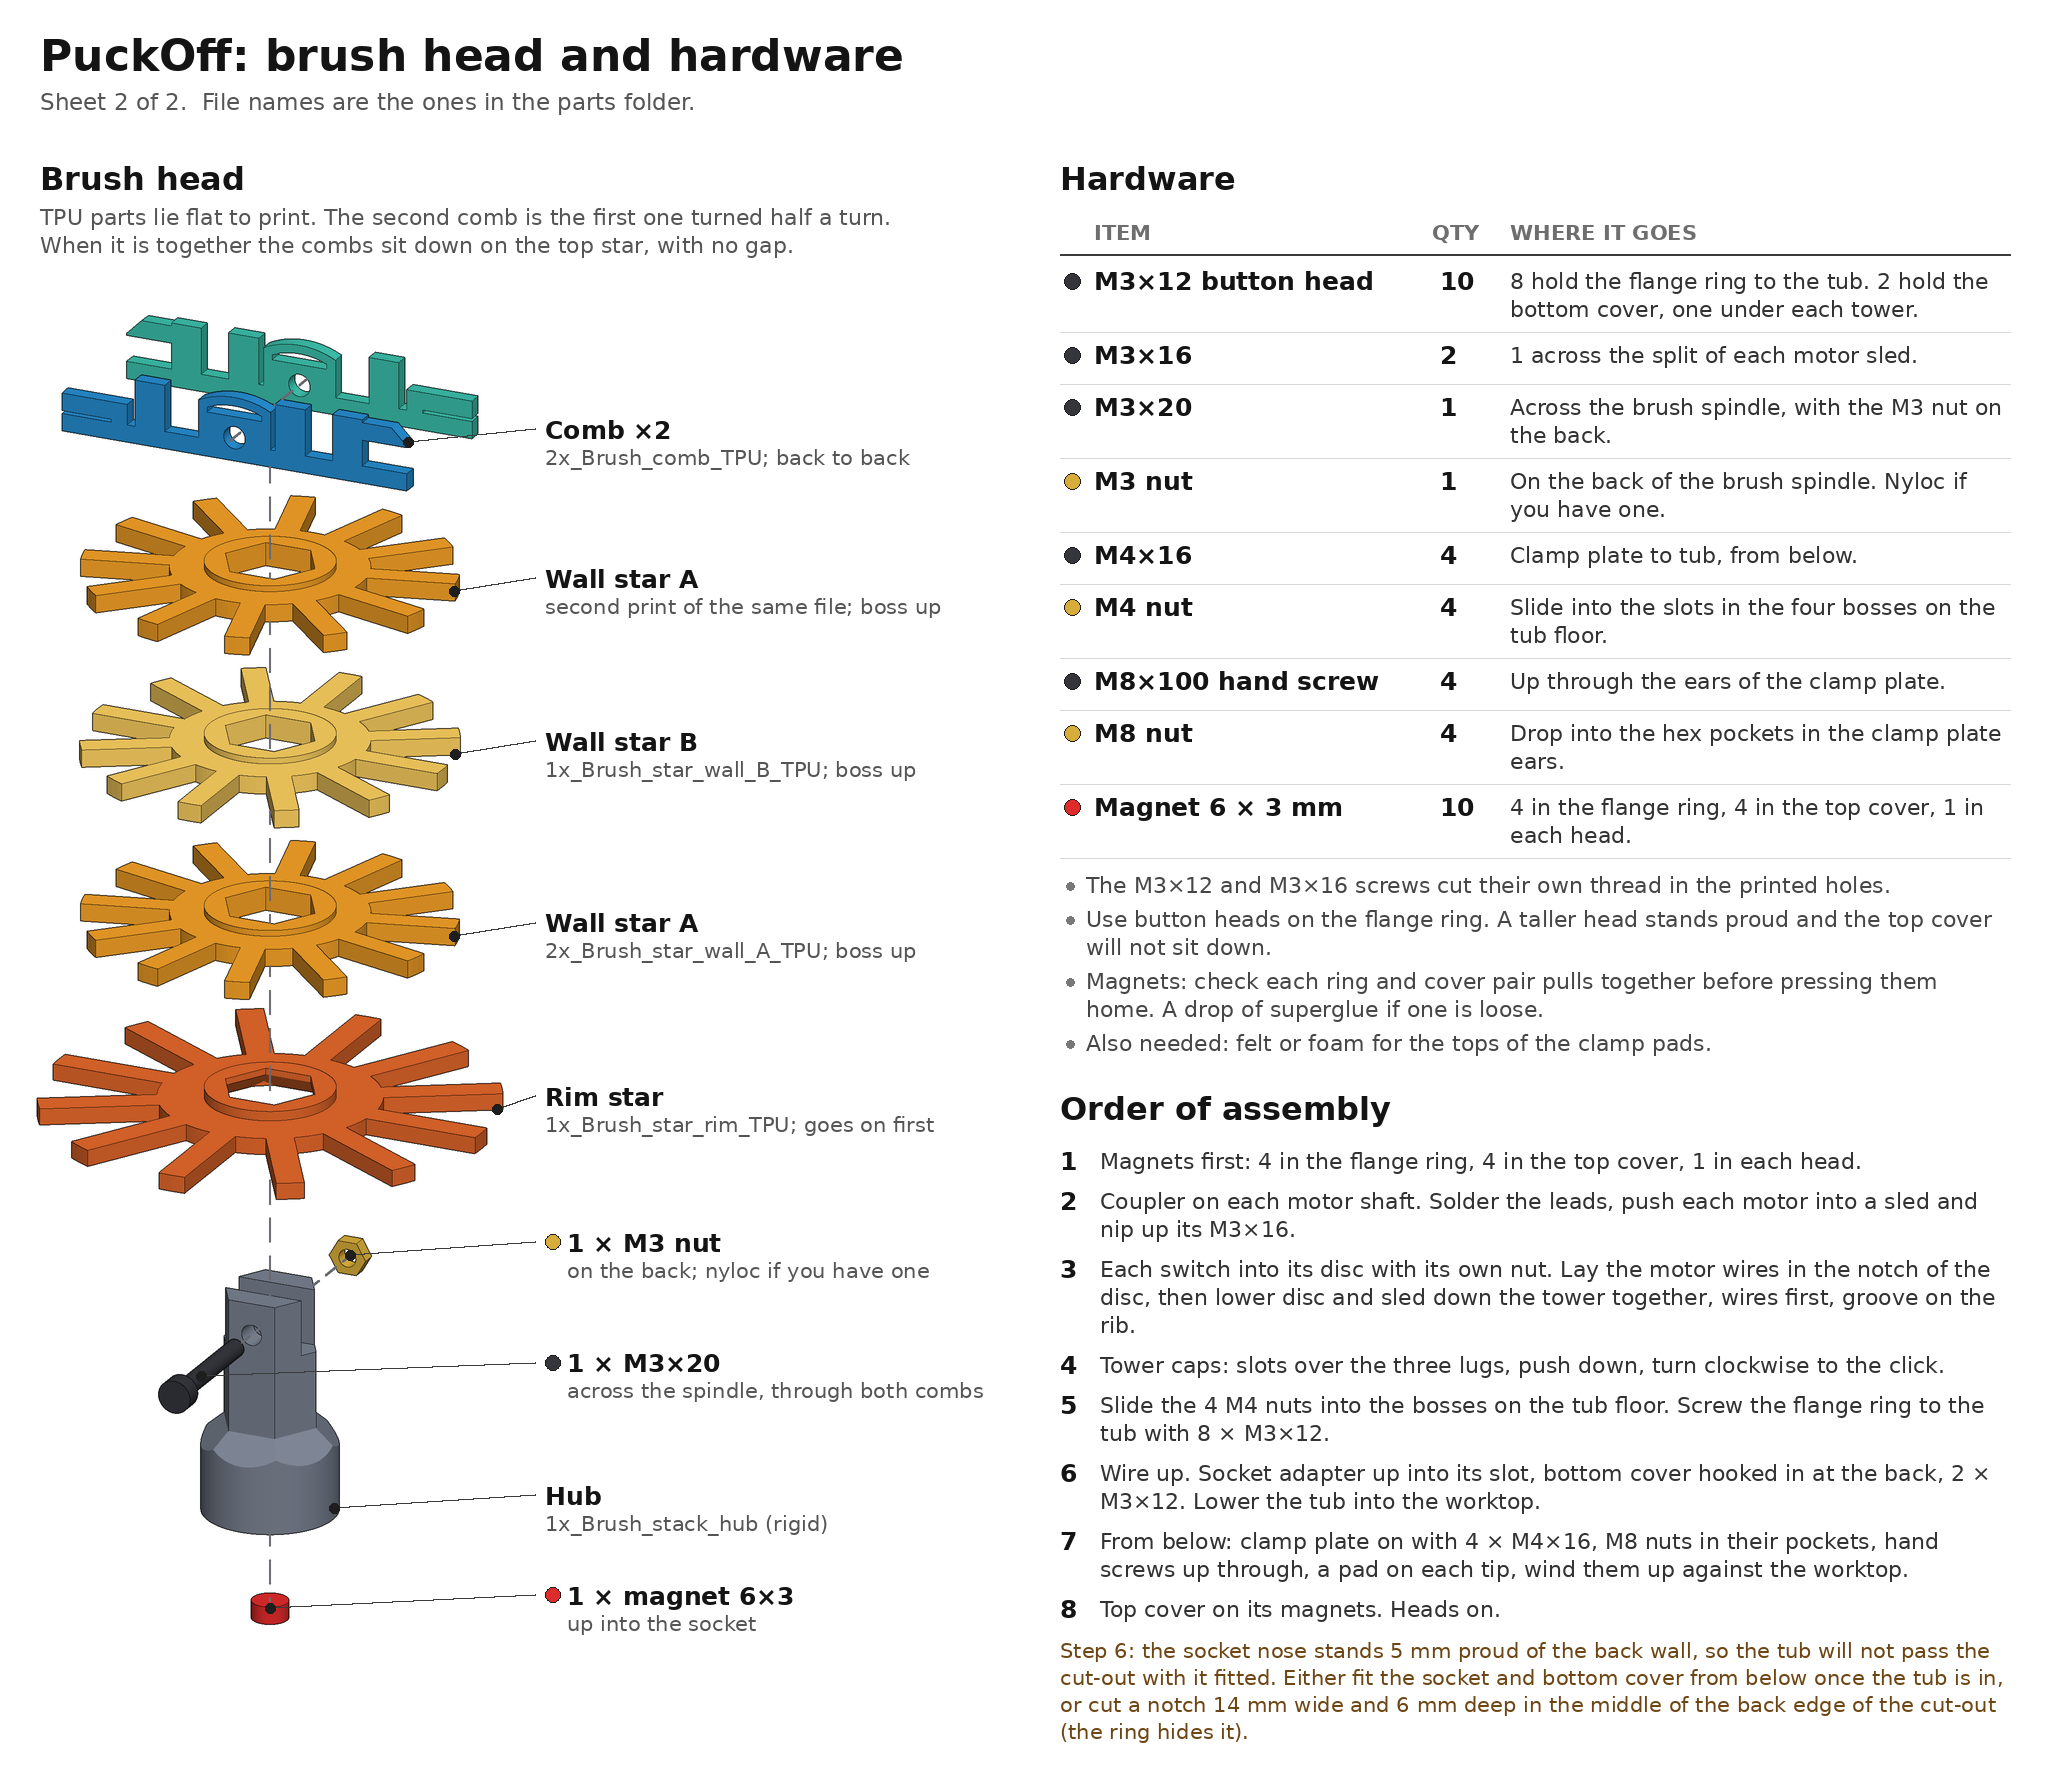 PuckOff: brush head and hardware
Sheet 2 of 2.  File names are the ones in the parts folder.
Brush head
TPU parts lie flat to print. The second comb is the first one turned half a turn.
When it is together the combs sit down on the top star, with no gap.
Comb ×2
2x_Brush_comb_TPU; back to back
Wall star A
second print of the same file; boss up
Wall star B
1x_Brush_star_wall_B_TPU; boss up
Wall star A
2x_Brush_star_wall_A_TPU; boss up
Rim star
1x_Brush_star_rim_TPU; goes on first
1 × M3 nut
on the back; nyloc if you have one
1 × M3×20
across the spindle, through both combs
Hub
1x_Brush_stack_hub (rigid)
1 × magnet 6×3
up into the socket
Hardware
ITEM QTY WHERE IT GOES
M3×12 button head 10 8 hold the flange ring to the tub. 2 hold the
bottom cover, one under each tower.
M3×16 2 1 across the split of each motor sled.
M3×20 1 Across the brush spindle, with the M3 nut on
the back.
M3 nut 1 On the back of the brush spindle. Nyloc if
you have one.
M4×16 4 Clamp plate to tub, from below.
M4 nut 4 Slide into the slots in the four bosses on the
tub floor.
M8×100 hand screw 4 Up through the ears of the clamp plate.
M8 nut 4 Drop into the hex pockets in the clamp plate
ears.
Magnet 6 × 3 mm 10 4 in the flange ring, 4 in the top cover, 1 in
each head.
• The M3×12 and M3×16 screws cut their own thread in the printed holes.
• Use button heads on the flange ring. A taller head stands proud and the top cover
will not sit down.
• Magnets: check each ring and cover pair pulls together before pressing them
home. A drop of superglue if one is loose.
• Also needed: felt or foam for the tops of the clamp pads.
Order of assembly
1 Magnets first: 4 in the flange ring, 4 in the top cover, 1 in each head.
2 Coupler on each motor shaft. Solder the leads, push each motor into a sled and
nip up its M3×16.
3 Each switch into its disc with its own nut. Lay the motor wires in the notch of the
disc, then lower disc and sled down the tower together, wires first, groove on the
rib.
4 Tower caps: slots over the three lugs, push down, turn clockwise to the click.
5 Slide the 4 M4 nuts into the bosses on the tub floor. Screw the flange ring to the
tub with 8 × M3×12.
6 Wire up. Socket adapter up into its slot, bottom cover hooked in at the back, 2 ×
M3×12. Lower the tub into the worktop.
7 From below: clamp plate on with 4 × M4×16, M8 nuts in their pockets, hand
screws up through, a pad on each tip, wind them up against the worktop.
8 Top cover on its magnets. Heads on.
Step 6: the socket nose stands 5 mm proud of the back wall, so the tub will not pass the
cut-out with it fitted. Either fit the socket and bottom cover from below once the tub is in,
or cut a notch 14 mm wide and 6 mm deep in the middle of the back edge of the cut-out
(the ring hides it).